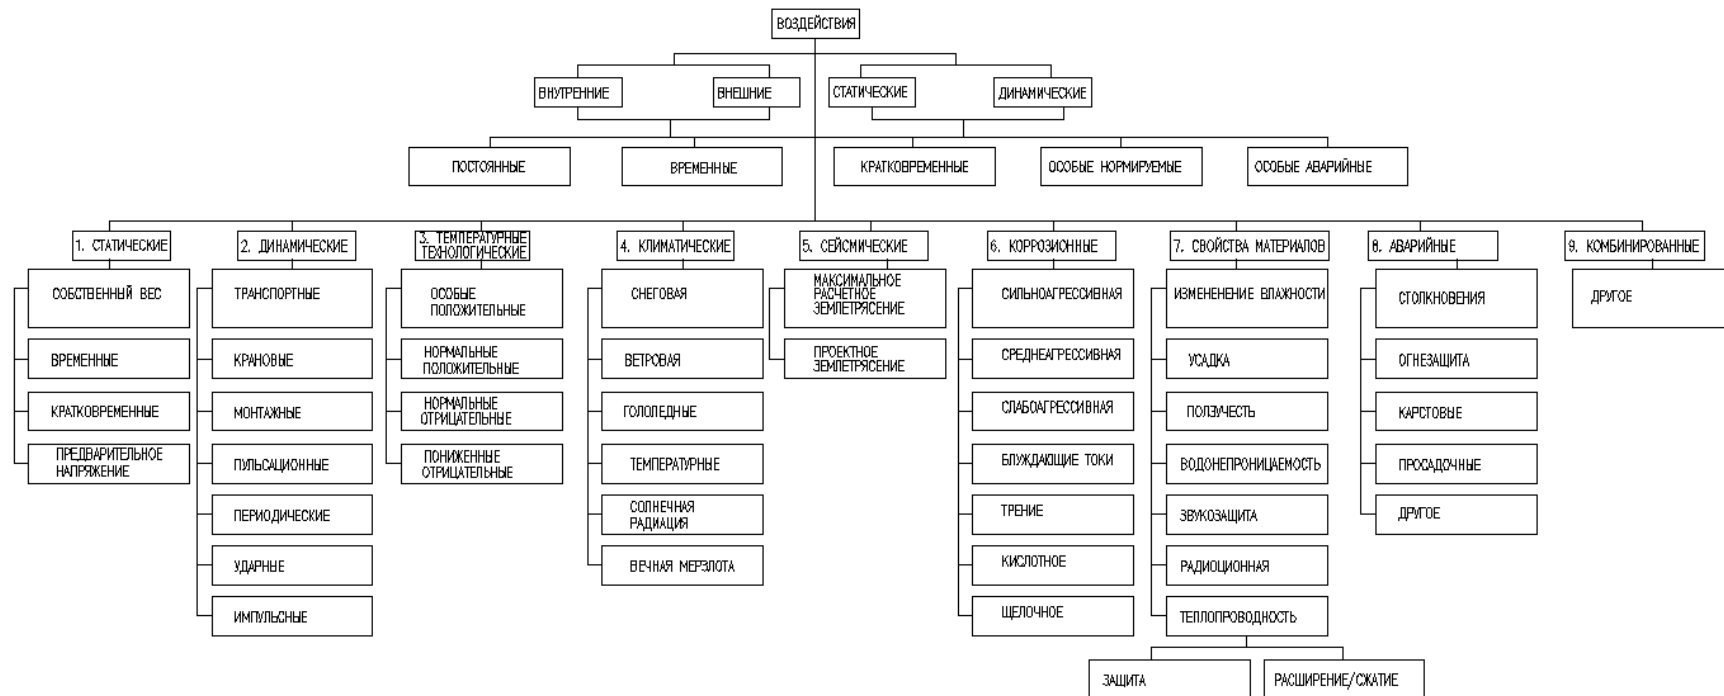 ВОЗДЕЙСТВИЯ
ВНУТРЕННИЕ
ВНЕШНИЕ
СТАТИЧЕСКИЕ
ДИНАМИЧЕСКИЕ
ПОСТОЯННЫЕ
ВРЕМЕННЫЕ
КРАТКОВРЕМЕННЫЕ
ОСОБЫЕ НОРМИРУЕМЫЕ
ОСОБЫЕ АВАРИЙНЫЕ
1. СТАТИЧЕСКИЕ
СОБСТВЕННЫЙ ВЕС
ВРЕМЕННЫЕ
КРАТКОВРЕМЕННЫЕ
ПРЕДВАРИТЕЛЬНОЕ
НАПРЯЖЕНИЕ
2. ДИНАМИЧЕСКИЕ
ТРАНСПОРТНЫЕ
КРАНОВЫЕ
МОНТАЖНЫЕ
ПУЛЬСАЦИОННЫЕ
ПЕРИОДИЧЕСКИЕ
УДАРНЫЕ
ИМПУЛЬСНЫЕ
3. ТЕМПЕРАТУРНЫЕ
ТЕХНОЛОГИЧЕСКИЕ
ОСОБЫЕ
ПОЛОЖИТЕЛЬНЫЕ
НОРМАЛЬНЫЕ
ПОЛОЖИТЕЛЬНЫЕ
НОРМАЛЬНЫЕ
ОТРИЦАТЕЛЬНЫЕ
ПОНИЖЕННЫЕ
ОТРИЦАТЕЛЬНЫЕ
4. КЛИМАТИЧЕСКИЕ
СНЕГОВАЯ
ВЕТРОВАЯ
ГОЛОЛЕДНЫЕ
ТЕМПЕРАТУРНЫЕ
СОЛНЕЧНАЯ
РАДИАЦИЯ
ВЕЧНАЯ МЕРЗЛОТА
5. СЕЙСМИЧЕСКИЕ
МАКСИМАЛЬНОЕ
РАСЧЕТНОЕ
ЗЕМЛЕТРЯСЕНИЕ
ПРОЕКТНОЕ
ЗЕМЛЕТРЯСЕНИЕ
6. КОРРОЗИОННЫЕ
СИЛЬНОАГРЕССИВНАЯ
СРЕДНЕАГРЕССИВНАЯ
СЛАБОАГРЕССИВНАЯ
БЛУЖДАЮЩИЕ ТОКИ
ТРЕНИЕ
КИСЛОТНОЕ
ЩЕЛОЧНОЕ
7. СВОЙСТВА МАТЕРИАЛОВ
ИЗМЕНЕНЕНИЕ ВЛАЖНОСТИ
УСАДКА
ПОЛЗУЧЕСТЬ
ВОДОНЕПРОНИЦАЕМОСТЬ
ЗВУКОЗАЩИТА
РАДИОЦИОННАЯ
ТЕПЛОПРОВОДНОСТЬ
ЗАЩИТА
РАСШИРЕНИЕ/СЖАТИЕ
8. АВАРИЙНЫЕ
СТОЛКНОВЕНИЯ
ОГНЕЗАЩИТА
КАРСТОВЫЕ
ПРОСАДОЧНЫЕ
ДРУГОЕ
9. КОМБИНИРОВАННЫЕ
ДРУГОЕ